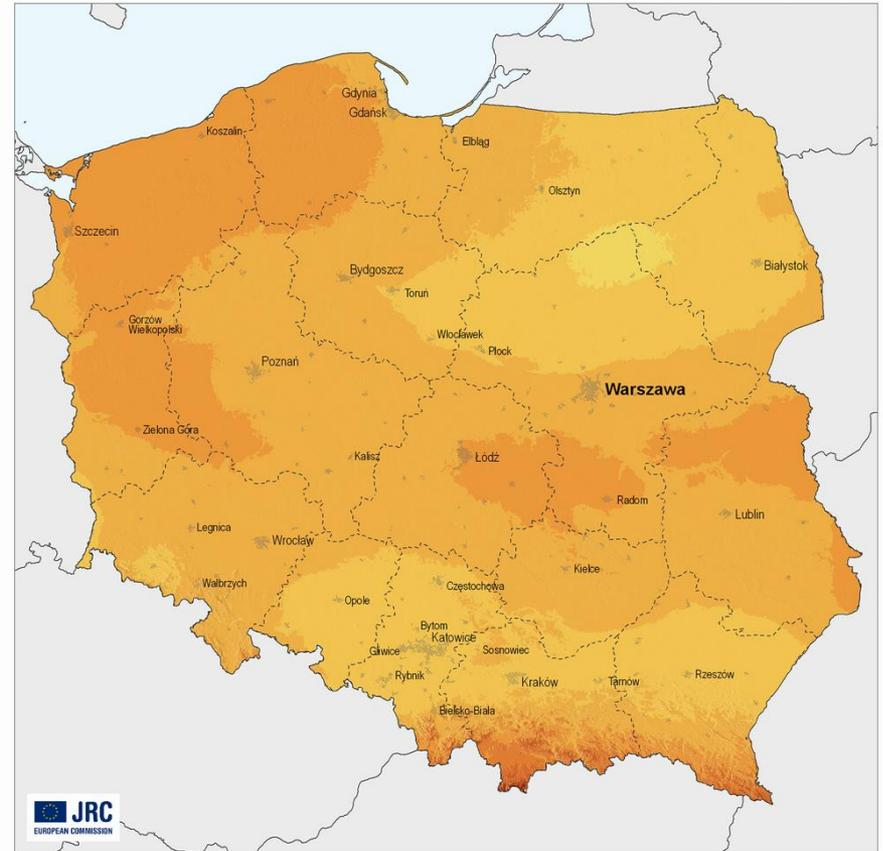 Gdynia
Gdańsk
Koszalin
Elbląg
Olsztyn
Szczecin
Białystok
Bydgoszcz
Toruń
Gorzów
Wielkopolski
Włocławek
Płock
Poznań
Warszawa
Zielona Góra
Kalisz
Łódź
Radom
Lublin
Legnica
Wrocław
Kielce
Wałbrzych
Częstochowa
Opole
Bytom
Katowice
Gliwice
Sosnowiec
Rybnik
Kraków
Tarnów
Rzeszów
Bielsko-Biała
JRC
EUROPEAN COMMISSION